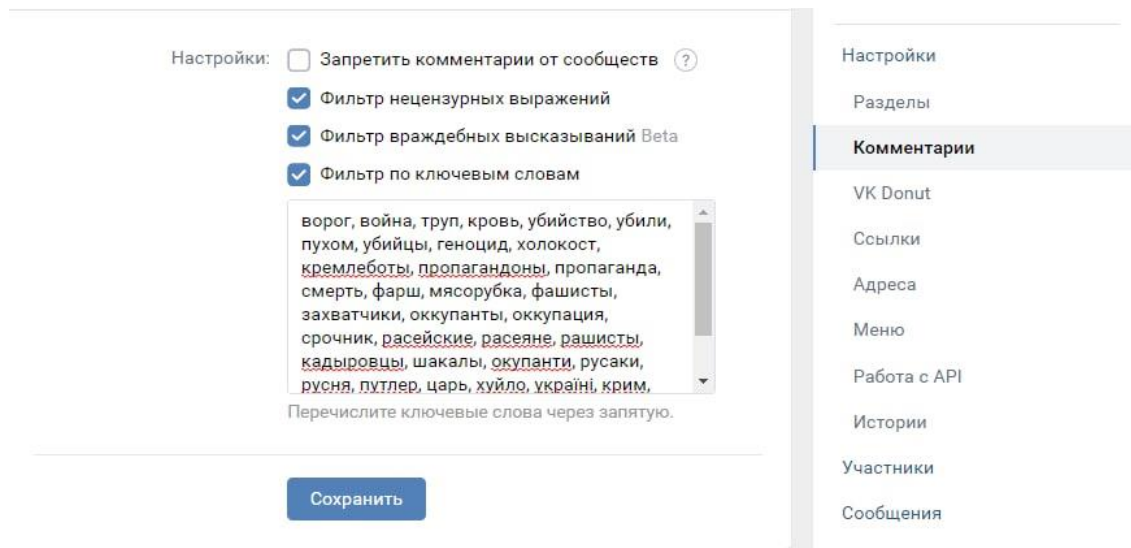 Настройки:
Запретить комментарии от сообществ ?
Фильтр нецензурных выражений
Фильтр враждебных высказываний Beta
Фильтр по ключевым словам
ворог, война, труп, кровь, убийство, убили,
пухом, убийцы, геноцид, холокост,
кремлеботы, пропагандоны, пропаганда,
смерть, фарш, мясорубка, фашисты,
захватчики, оккупанты, оккупация,
срочник, расейские, расеяне, рашисты,
кадыровцы, шакалы, окупанти, русаки,
русня, путлер, царь, хуйло, україні, крим,
Перечислите ключевые слова через запятую.
Сохранить
Настройки
Разделы
Комментарии
VK Donut
Ссылки
Адреса
Меню
Работа с API
Истории
Участники
Сообщения